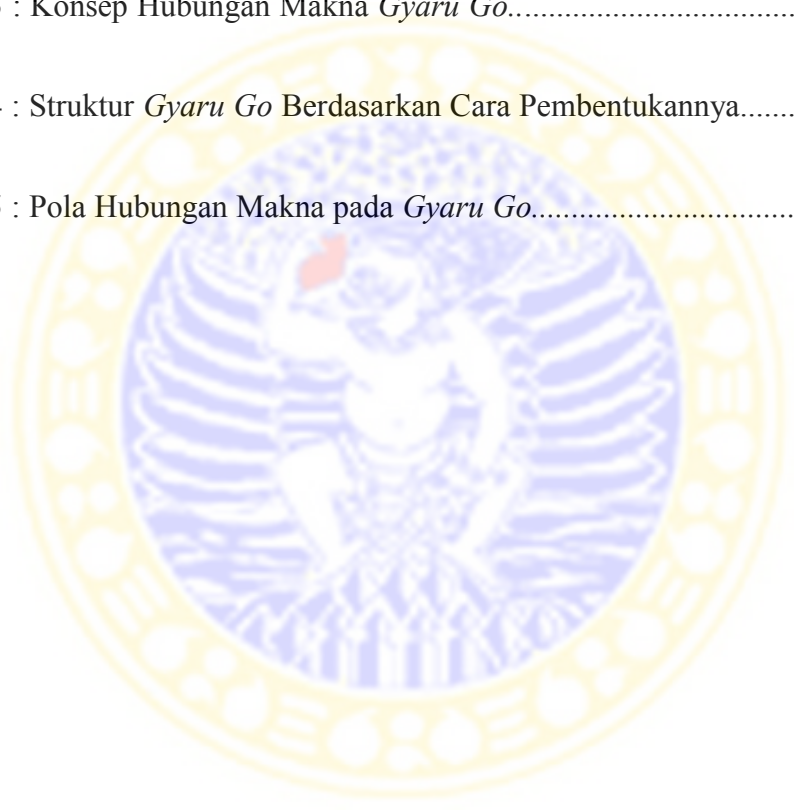 : Konsep Hubungan Makna Gyaru Go..................................
: Struktur Gyaru Go Berdasarkan Cara Pembentukannya.......
: Pola Hubungan Makna pada Gyaru Go................................